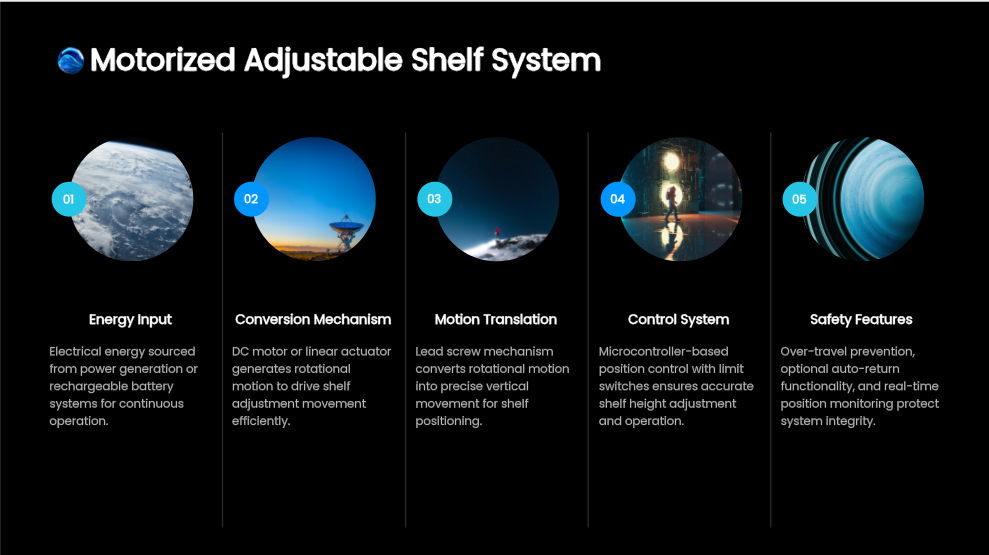 Motorized Adjustable Shelf System
01
02
03
04
05
Energy Input
Electrical energy sourced
from power generation or
rechargeable battery
systems for continuous
operation.
Conversion Mechanism
DC motor or linear actuator
generates rotational
motion to drive shelf
adjustment movement
efficiently.
Motion Translation
Lead screw mechanism
converts rotational motion
into precise vertical
movement for shelf
positioning.
Control System
Microcontroller-based
position control with limit
switches ensures accurate
shelf height adjustment
and operation.
Safety Features
Over-travel prevention,
optional auto-return
functionality, and real-time
position monitoring protect
system integrity.